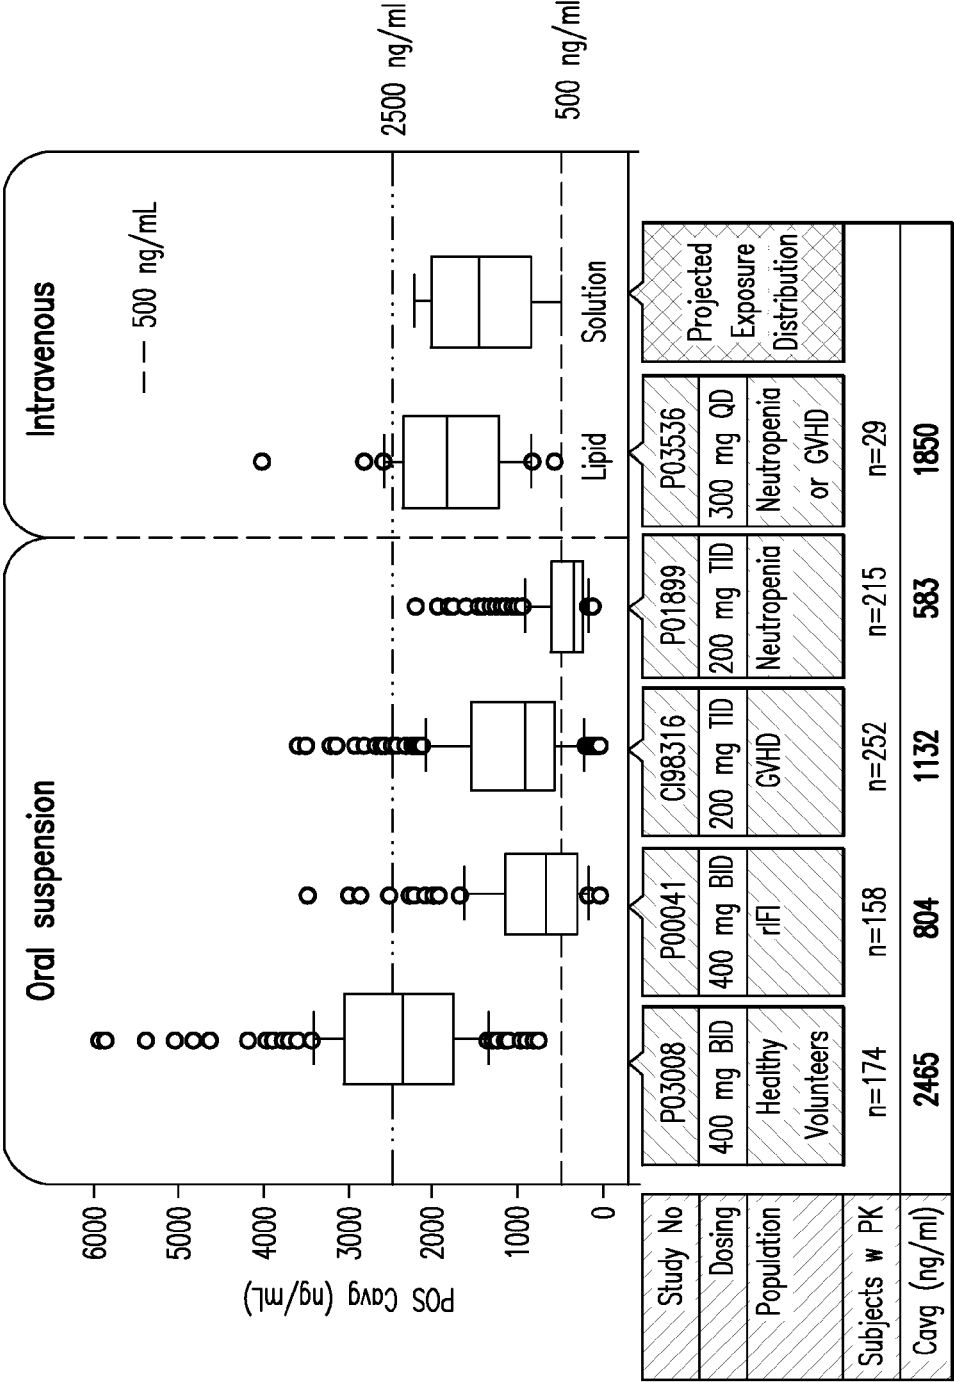 Oral suspension
Intravenous
— — 500 ng/mL
POS Cavg (ng/mL)
6000
5000
4000
3000
2000
1000
0
2500 ng/ml
500 ng/ml
Lipid
Solution
Study No
P03008
P00041
CI98316
P01899
P03536
Projected
Exposure
Distribution
Dosing
400 mg BID
400 mg BID
200 mg TID
200 mg TID
300 mg QD
Population
Healthy
Volunteers
rIFI
GVHD
Neutropenia
Neutropenia
or GVHD
Subjects w PK
n=174
n=158
n=252
n=215
n=29
Cavg (ng/ml)
2465
804
1132
583
1850